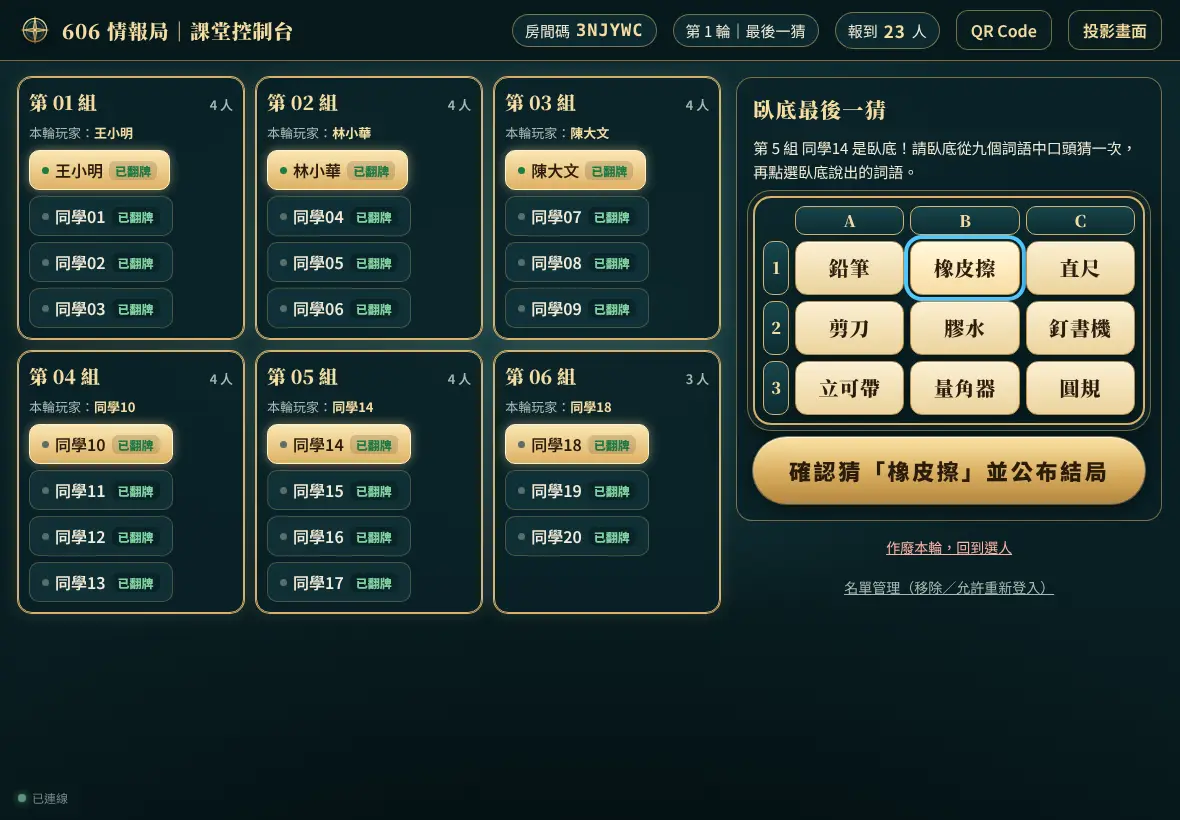 606 情報局｜課堂控制台
房間碼 3NJYWC
第 1 輪｜最後一猜
報到 23 人
QR Code
投影畫面
第 01 組
4 人
本輪玩家：王小明
王小明 已翻牌
同學01 已翻牌
同學02 已翻牌
同學03 已翻牌
第 02 組
4 人
本輪玩家：林小華
林小華 已翻牌
同學04 已翻牌
同學05 已翻牌
同學06 已翻牌
第 03 組
4 人
本輪玩家：陳大文
陳大文 已翻牌
同學07 已翻牌
同學08 已翻牌
同學09 已翻牌
第 04 組
4 人
本輪玩家：同學10
同學10 已翻牌
同學11 已翻牌
同學12 已翻牌
同學13 已翻牌
第 05 組
4 人
本輪玩家：同學14
同學14 已翻牌
同學15 已翻牌
同學16 已翻牌
同學17 已翻牌
第 06 組
3 人
本輪玩家：同學18
同學18 已翻牌
同學19 已翻牌
同學20 已翻牌
臥底最後一猜
第 5 組 同學14 是臥底！請臥底從九個詞語中口頭猜一次，
再點選臥底說出的詞語。
A B C
1 鉛筆 橡皮擦 直尺
2 剪刀 膠水 釘書機
3 立可帶 量角器 圓規
確認猜「橡皮擦」並公布結局
作廢本輪，回到選人
名單管理（移除／允許重新登入）
已連線